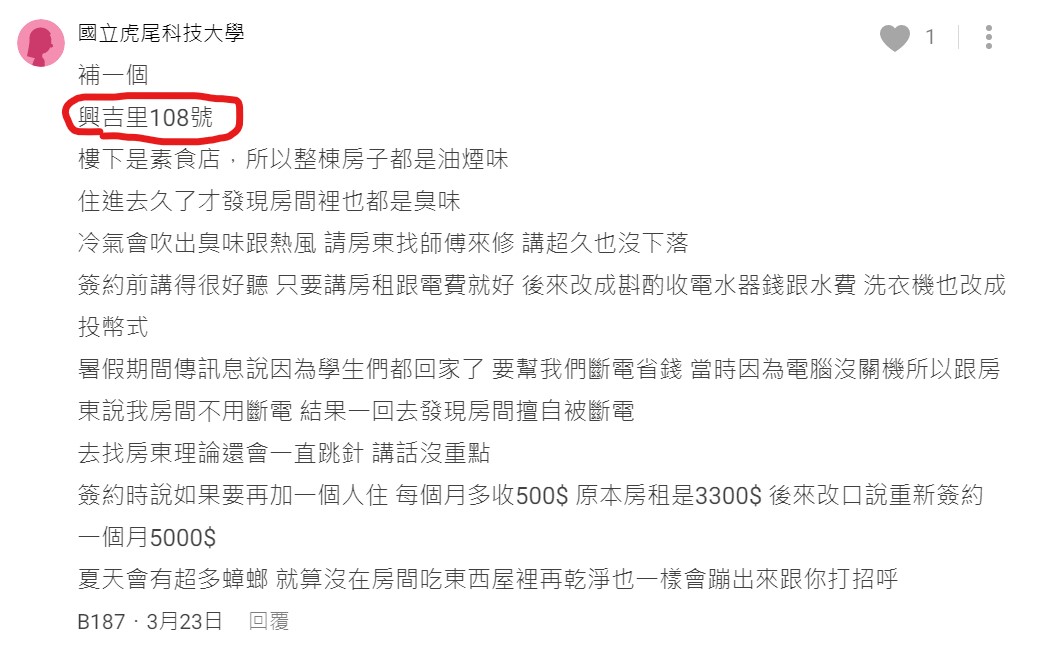 國立虎尾科技大學
1
補一個
興吉里108號
樓下是素食店，所以整棟房子都是油煙味
住進去久了才發現房間裡也都是臭味
冷氣會吹出臭味跟熱風 請房東找師傅來修 講超久也沒下落
簽約前講得很好聽 只要講房租跟電費就好 後來改成斟酌收電水器錢跟水費 洗衣機也改成
投幣式
暑假期間傳訊息說因為學生們都回家了 要幫我們斷電省錢 當時因為電腦沒關機所以跟房
東說我房間不用斷電 結果一回去發現房間擅自被斷電
去找房東理論還會一直跳針 講話沒重點
簽約時說如果要再加一個人住 每個月多收500$ 原本房租是3300$ 後來改口說重新簽約
一個月5000$
夏天會有超多蟑螂 就算沒在房間吃東西屋裡再乾淨也一樣會蹦出來跟你打招呼
B187．3月23日 回覆